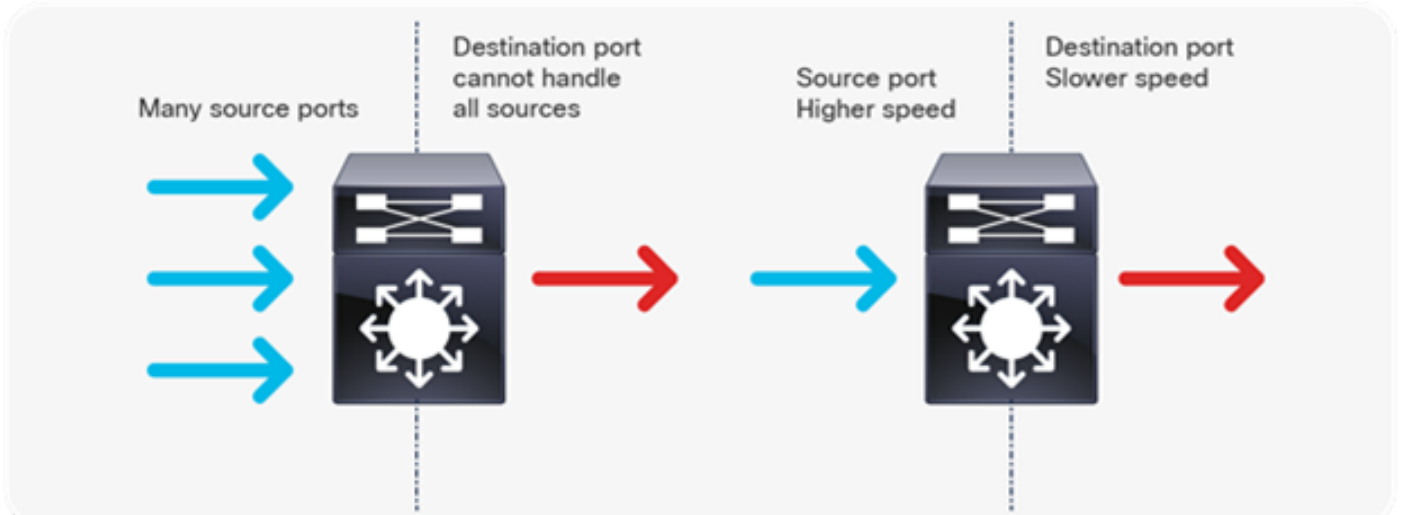 Many source ports
Destination port
cannot handle
all sources
Source port
Higher speed
Destination port
Slower speed